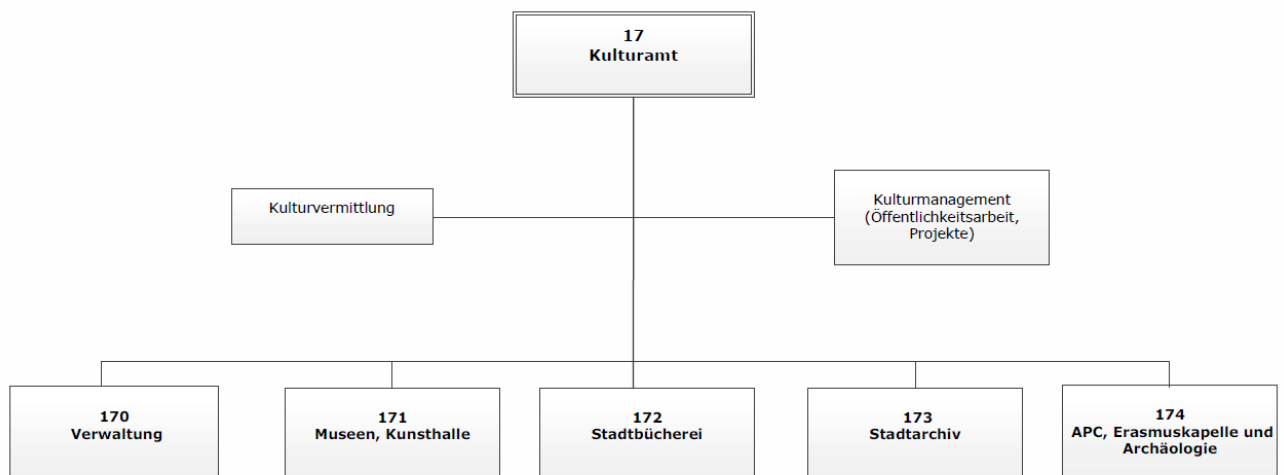 17
Kulturamt
Kulturvermittlung
Kulturmanagement
(Öffentlichkeitsarbeit,
Projekte)
170
Verwaltung
171
Museen, Kunsthalle
172
Stadtbücherei
173
Stadtarchiv
174
APC, Erasmuskapelle und
Archäologie